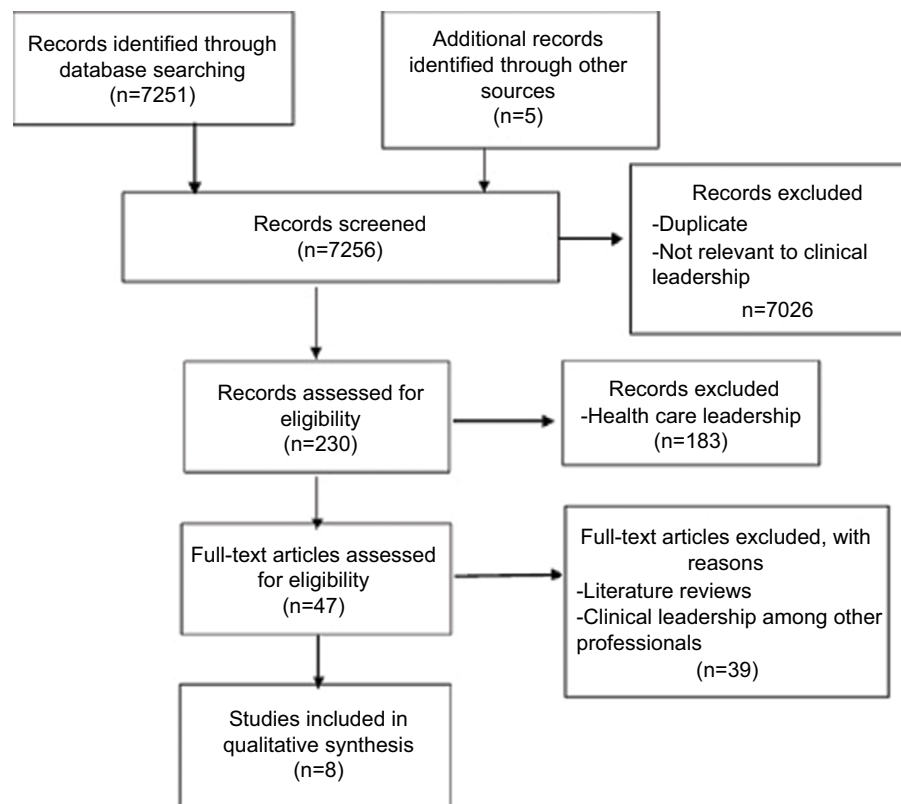 Records identified through
database searching
(n=7251)
Additional records
identified through other
sources
(n=5)
Records screened
(n=7256)
Records excluded
-Duplicate
-Not relevant to clinical
leadership
n=7026
Records assessed for
eligibility
(n=230)
Records excluded
-Health care leadership
(n=183)
Full-text articles assessed
for eligibility
(n=47)
Full-text articles excluded, with
reasons
-Literature reviews
-Clinical leadership among other
professionals
(n=39)
Studies included in
qualitative synthesis
(n=8)